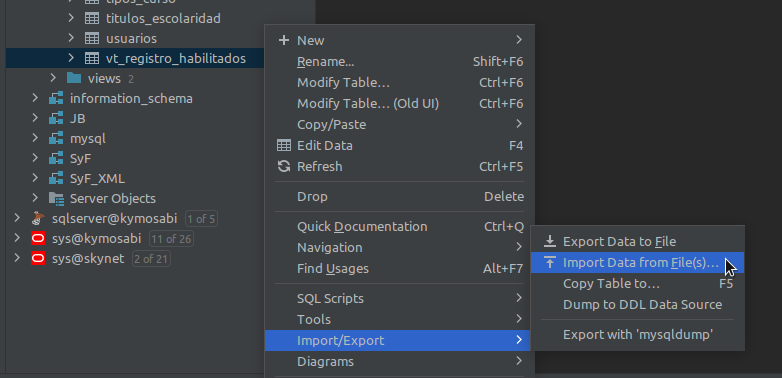 tipos_curso
titulos_escolaridad
usuarios
vt_registro_habilitados
views 2
information_schema
JB
mysql
SyF
SyF_XML
Server Objects
sqlserver@kymosabi 1 of 5
sys@kymosabi 11 of 26
sys@skynet 2 of 21
New
Rename... Shift+F6
Modify Table... Ctrl+F6
Modify Table... (Old UI) Ctrl+F6
Copy/Paste
Edit Data F4
Refresh Ctrl+F5
Drop Delete
Quick Documentation Ctrl+Q
Navigation
Find Usages Alt+F7
SQL Scripts
Tools
Import/Export
Diagrams
Export Data to File
Import Data from File(s)...
Copy Table to... F5
Dump to DDL Data Source
Export with 'mysqldump'